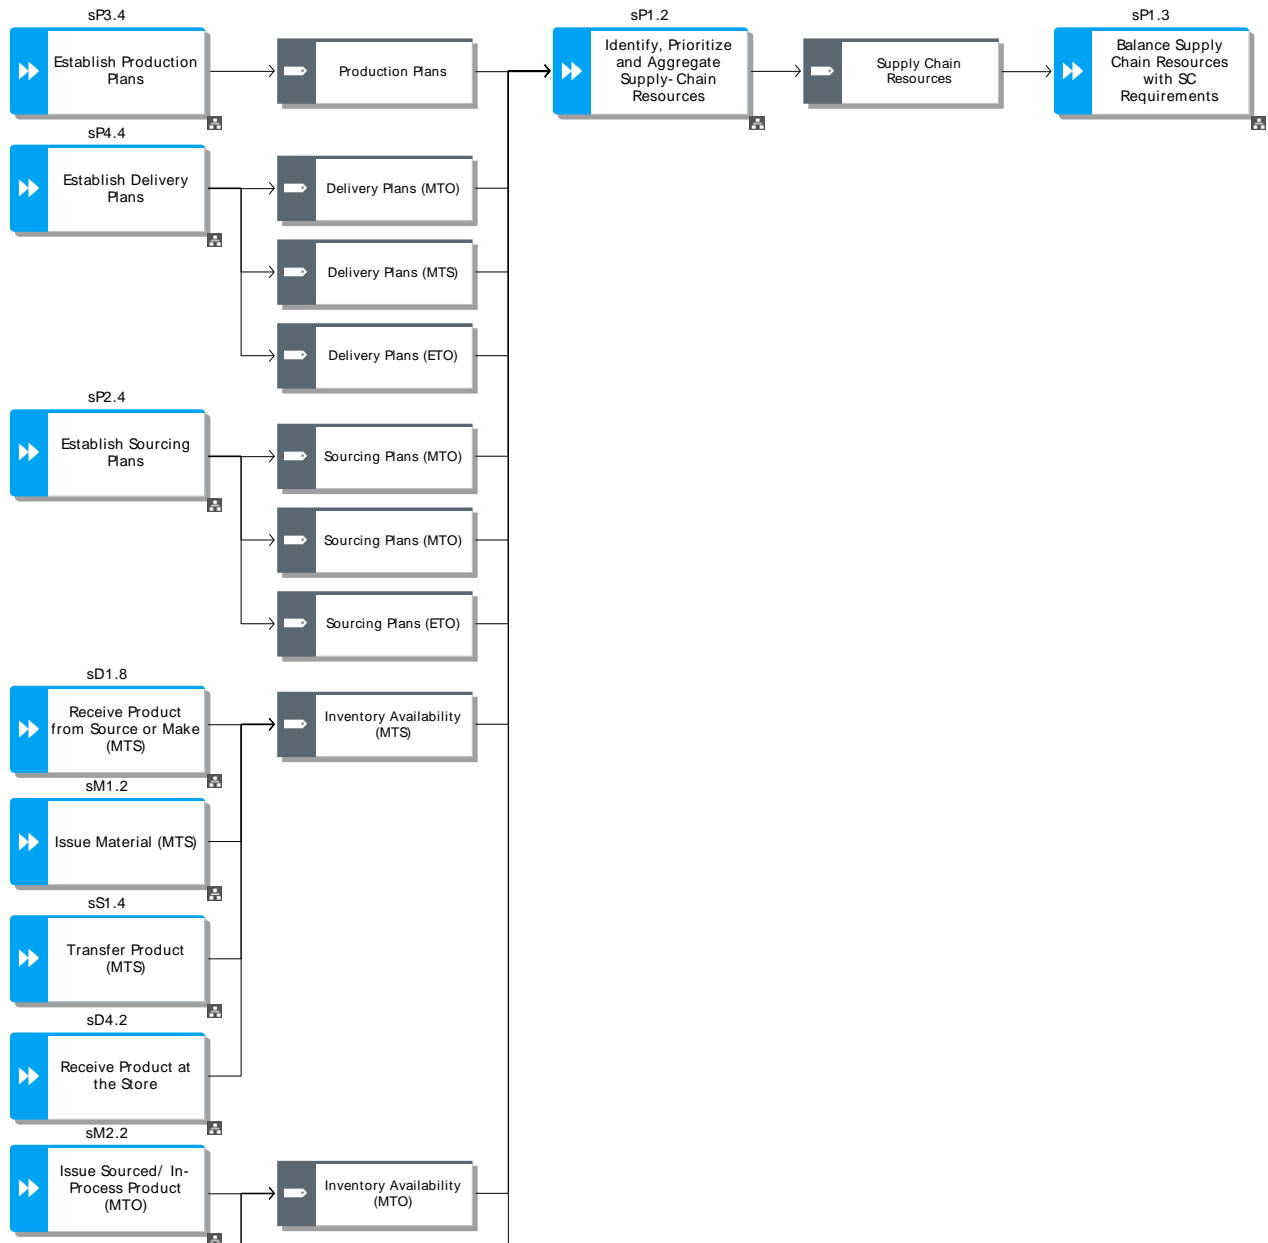 sP3.4
Establish Production
Plans
Production Plans
sP1.2
Identify, Prioritize
and Aggregate
Supply-Chain
Resources
Supply Chain
Resources
sP1.3
Balance Supply
Chain Resources
with SC
Requirements
sP4.4
Establish Delivery
Plans
Delivery Plans (MTO)
Delivery Plans (MTS)
Delivery Plans (ETO)
sP2.4
Establish Sourcing
Plans
Sourcing Plans (MTO)
Sourcing Plans (MTO)
Sourcing Plans (ETO)
sD1.8
Receive Product
from Source or Make
(MTS)
Inventory Availability
(MTS)
sM1.2
Issue Material (MTS)
sS1.4
Transfer Product
(MTS)
sD4.2
Receive Product at
the Store
sM2.2
Issue Sourced/ In-
Process Product
(MTO)
Inventory Availability
(MTO)